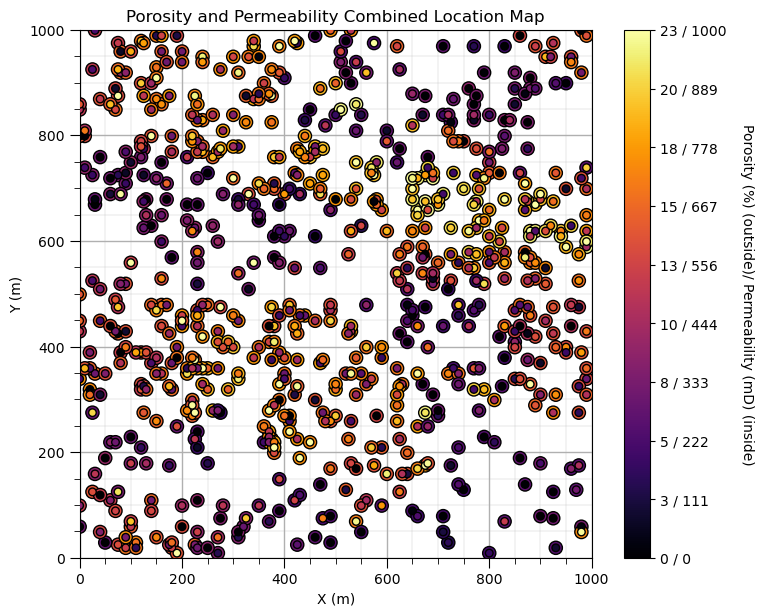 Porosity and Permeability Combined Location Map
1000
800
600
400
200
0
Y (m)
0
200
400
600
800
1000
X (m)
23 / 1000
20 / 889
18 / 778
15 / 667
13 / 556
10 / 444
8 / 333
5 / 222
3 / 111
0 / 0
Porosity (%) (outside)/ Permeability (mD) (inside)